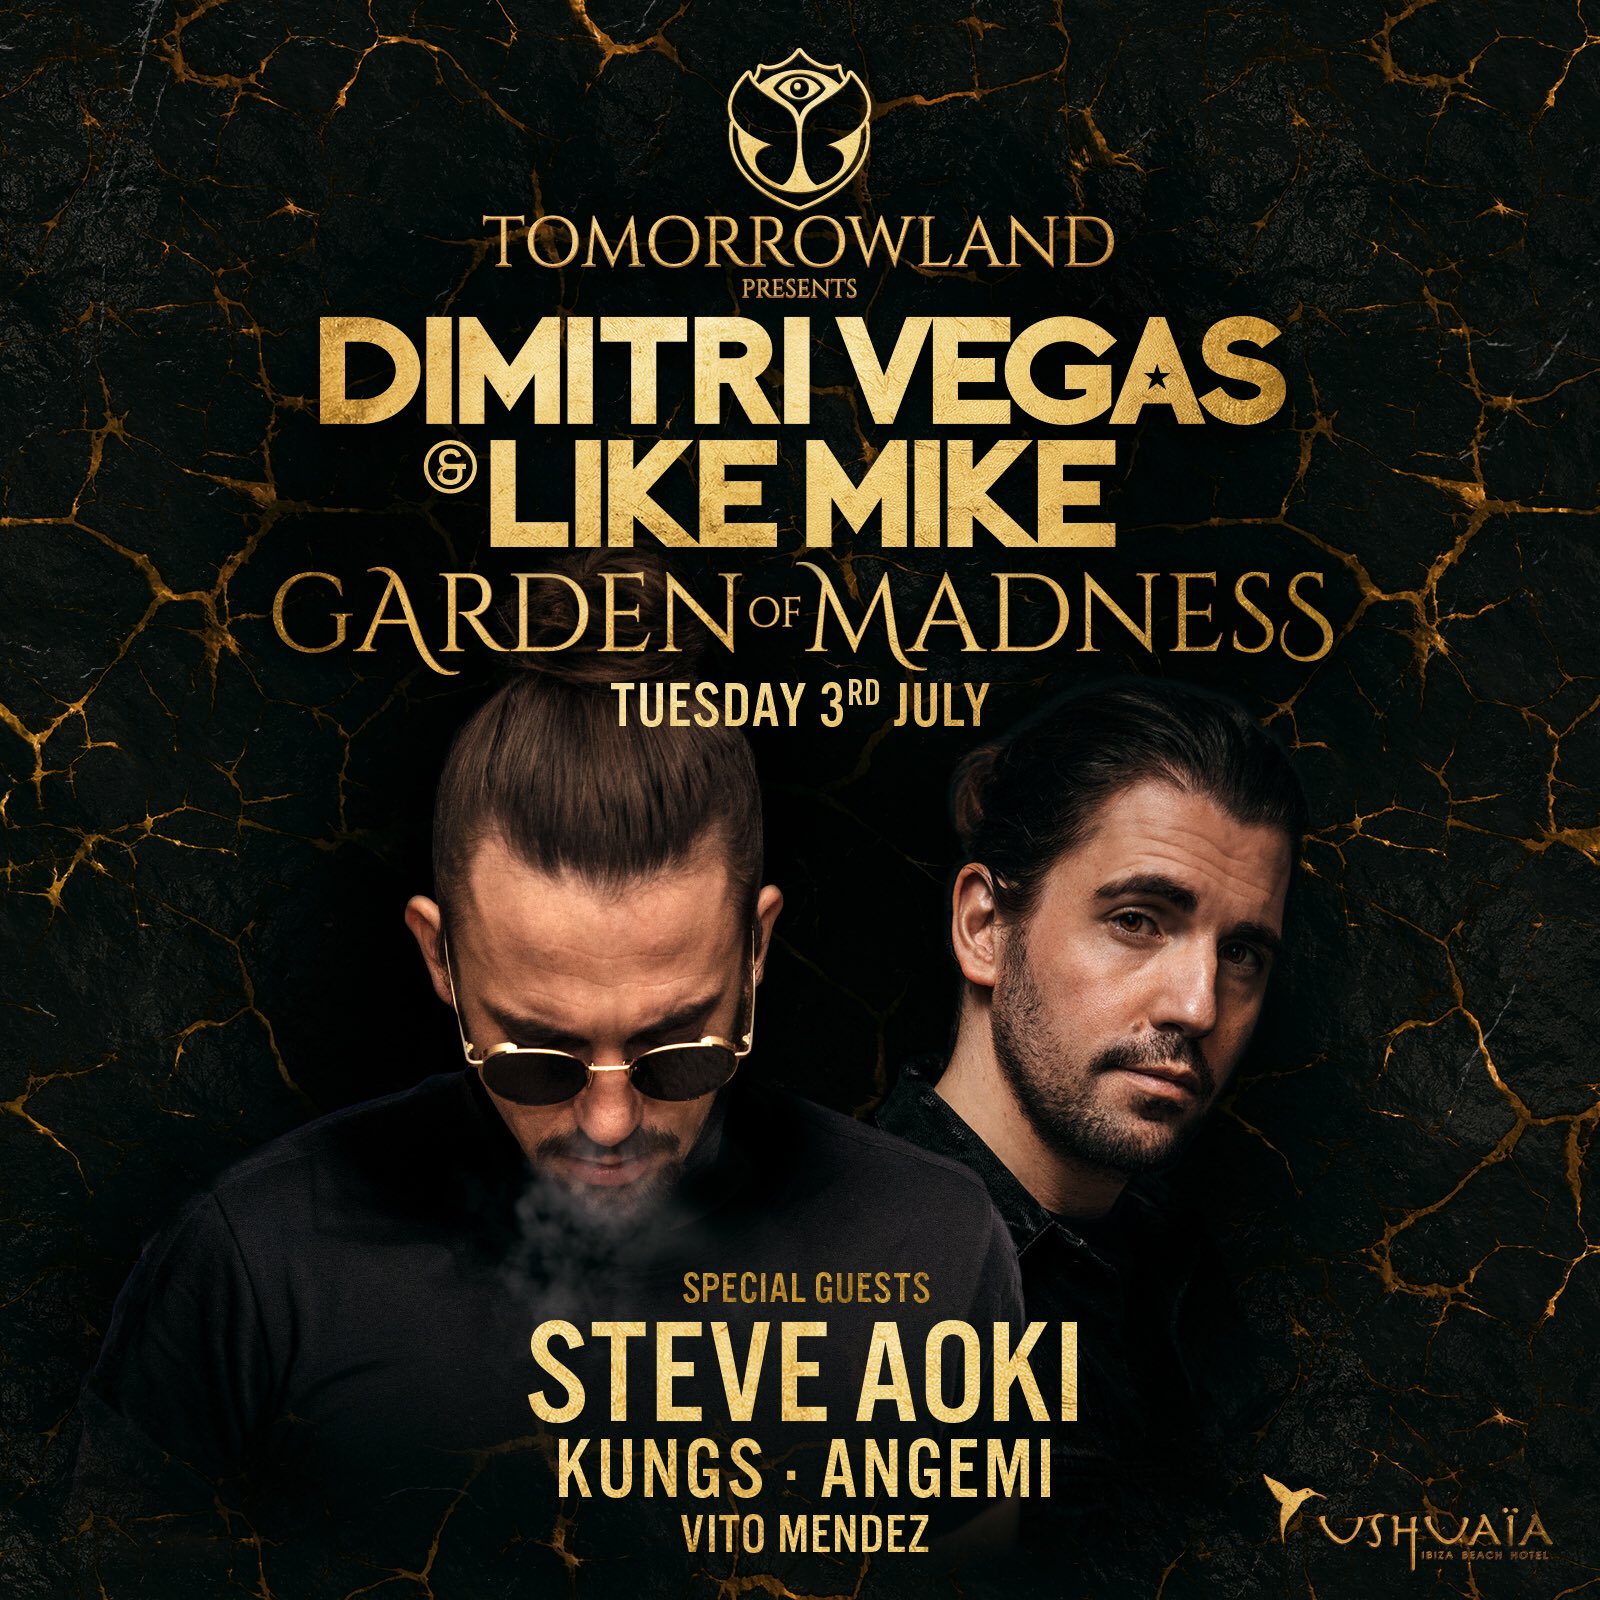 TOMORROWLAND
PRESENTS
DIMITRI VEGAS
& LIKE MIKE
GARDEN OF MADNESS
TUESDAY 3RD JULY
SPECIAL GUESTS
STEVE AOKI
KUNGS · ANGEMI
VITO MENDEZ
USHUAÏA
IBIZA BEACH HOTEL